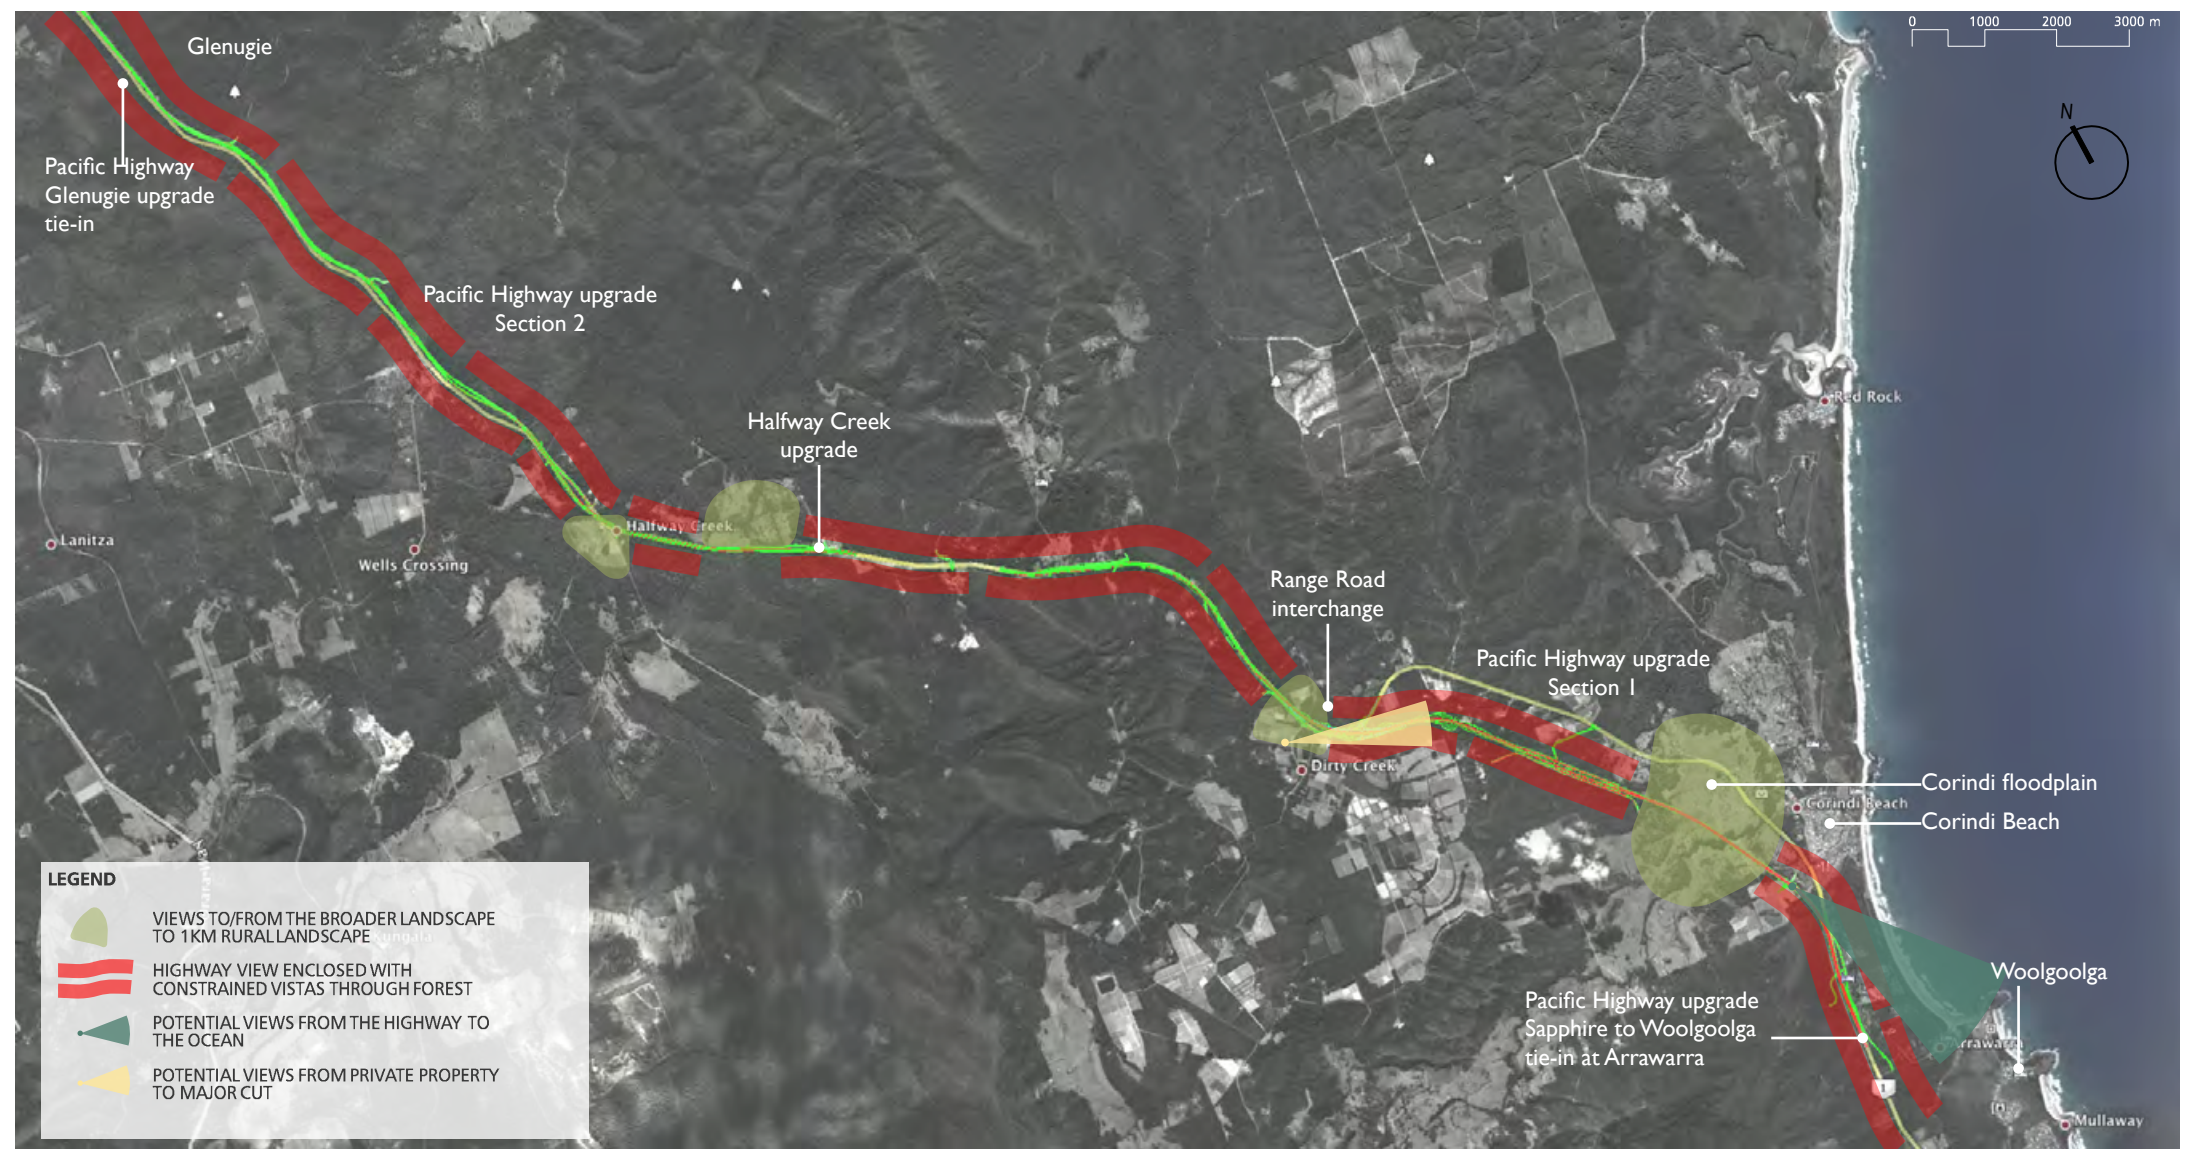 0 1000 2000 3000 m
Glenugie
N
Pacific Highway
Glenugie upgrade
tie-in
Pacific Highway upgrade
Section 2
Red Rock
Halfway Creek
upgrade
Halfway Creek
Lanitza
Wells Crossing
Range Road
interchange
Pacific Highway upgrade
Section 1
Dirty Creek
Corindi floodplain
Corindi Beach
Corindi Beach
LEGEND
VIEWS TO/FROM THE BROADER LANDSCAPE
TO 1KM RURAL LANDSCAPE
HIGHWAY VIEW ENCLOSED WITH
CONSTRAINED VISTAS THROUGH FOREST
POTENTIAL VIEWS FROM THE HIGHWAY TO
THE OCEAN
POTENTIAL VIEWS FROM PRIVATE PROPERTY
TO MAJOR CUT
Woolgoolga
Pacific Highway upgrade
Sapphire to Woolgoolga
tie-in at Arrawarra
Arrawarra
1
Mullaway